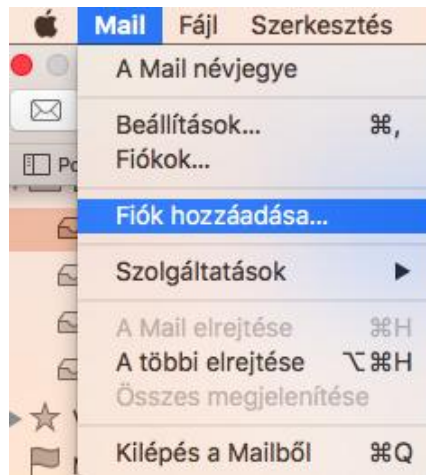 Mail Fájl Szerkesztés
A Mail névjegye
Beállítások... ⌘,
Fiókok...
Fiók hozzáadása...
Szolgáltatások
A Mail elrejtése ⌘H
A többi elrejtése ⌥⌘H
Összes megjelenítése
Kilépés a Mailből ⌘Q